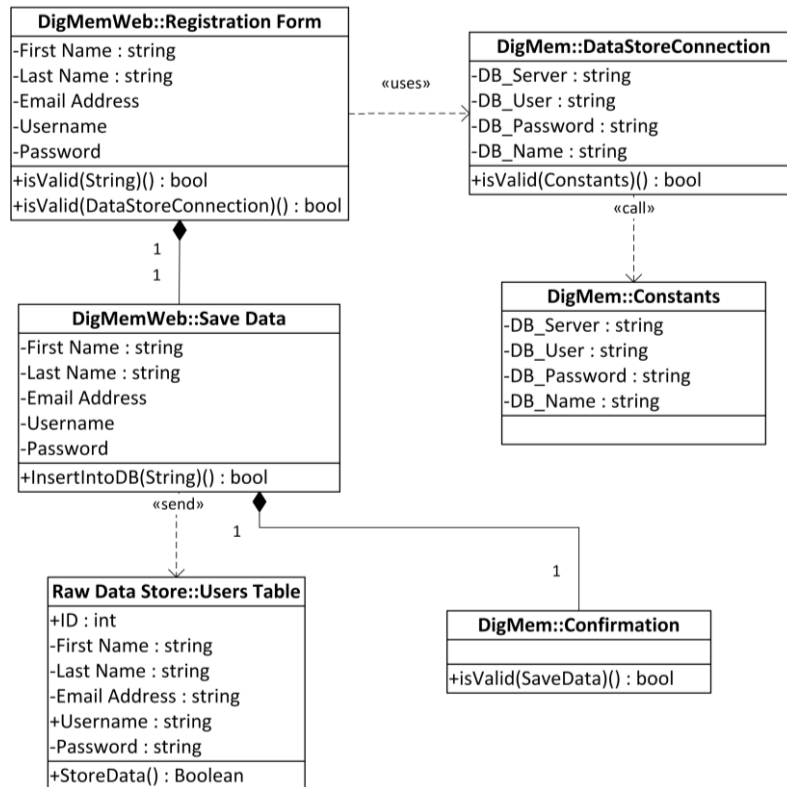 DigMemWeb::Registration Form
-First Name : string
-Last Name : string
-Email Address
-Username
-Password
+isValid(String)() : bool
+isValid(DataStoreConnection)() : bool
«uses»
DigMem::DataStoreConnection
-DB_Server : string
-DB_User : string
-DB_Password : string
-DB_Name : string
+isValid(Constants)() : bool
«call»
DigMem::Constants
-DB_Server : string
-DB_User : string
-DB_Password : string
-DB_Name : string
1
1
DigMemWeb::Save Data
-First Name : string
-Last Name : string
-Email Address
-Username
-Password
+InsertIntoDB(String)() : bool
«send»
1
1
Raw Data Store::Users Table
+ID : int
-First Name : string
-Last Name : string
-Email Address : string
+Username : string
-Password : string
+StoreData() : Boolean
DigMem::Confirmation
+isValid(SaveData)() : bool